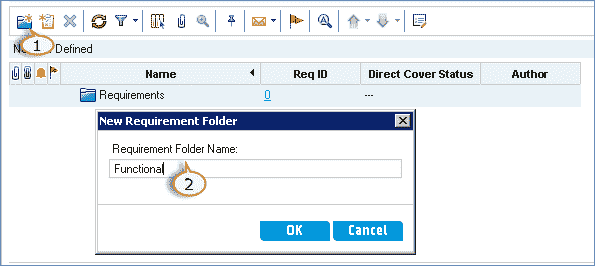 1
No Defined
Name Req ID Direct Cover Status Author
Requirements 0 ---
New Requirement Folder
Requirement Folder Name:
Functional
2
OK Cancel